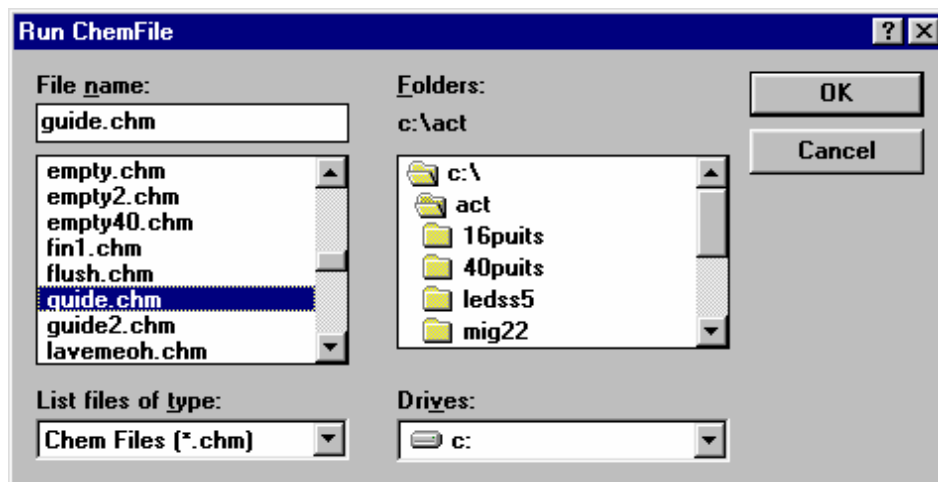 Run ChemFile
File name:
guide.chm
empty.chm
empty2.chm
empty40.chm
fin1.chm
flush.chm
guide.chm
guide2.chm
lavemeoh.chm
List files of type:
Chem Files (*.chm)
Folders:
c:\act
c:\
act
16puits
40puits
ledss5
mig22
Drives:
c:
OK
Cancel